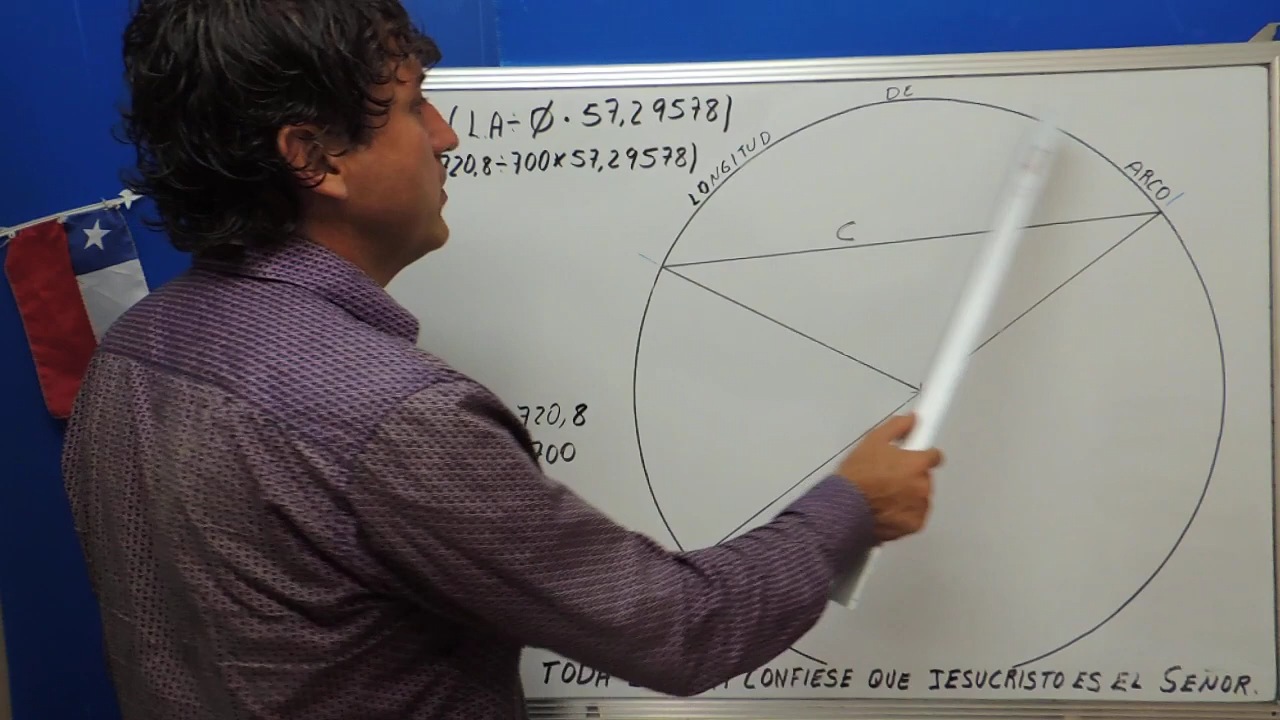 (L.A÷Ø·57,29578)
720,8÷700×57,29578)
LONGITUD DE ARCO
C
720,8
700
TODA CONFIESE QUE JESUCRISTO ES EL SEÑOR.